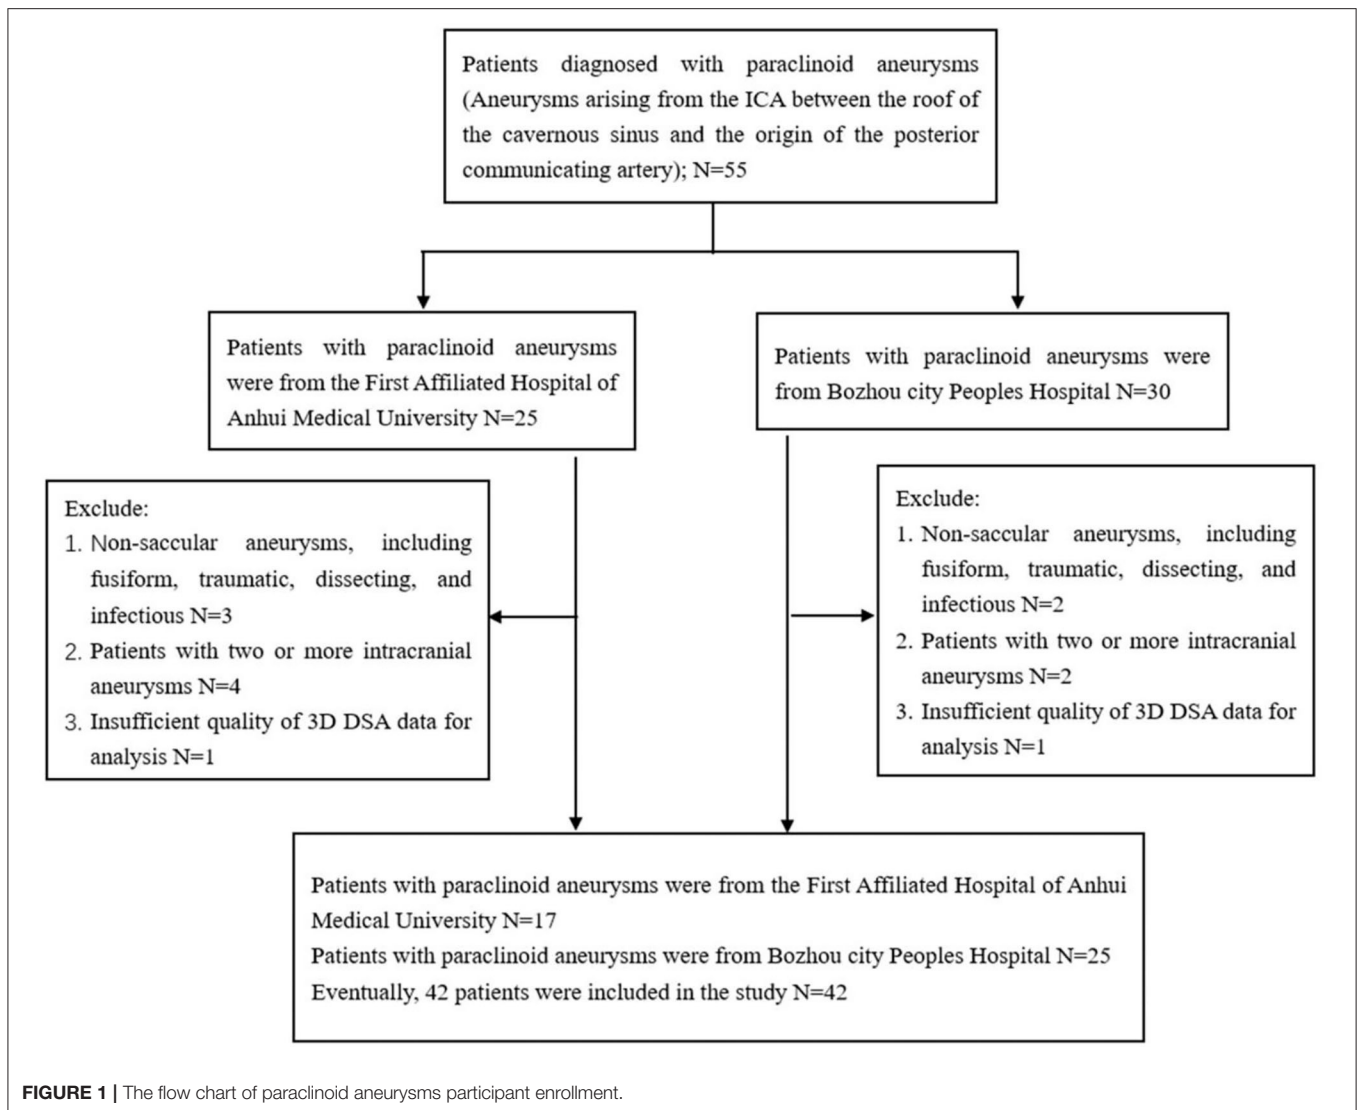 Patients diagnosed with paraclinoid aneurysms
(Aneurysms arising from the ICA between the roof of
the cavernous sinus and the origin of the posterior
communicating artery); N=55
Patients with paraclinoid aneurysms
were from the First Affiliated Hospital of
Anhui Medical University N=25
Patients with paraclinoid aneurysms were
from Bozhou city Peoples Hospital N=30
Exclude:
1. Non-saccular aneurysms, including
fusiform, traumatic, dissecting, and
infectious N=3
2. Patients with two or more intracranial
aneurysms N=4
3. Insufficient quality of 3D DSA data for
analysis N=1
Exclude:
1. Non-saccular aneurysms, including
fusiform, traumatic, dissecting, and
infectious N=2
2. Patients with two or more intracranial
aneurysms N=2
3. Insufficient quality of 3D DSA data for
analysis N=1
Patients with paraclinoid aneurysms were from the First Affiliated Hospital of Anhui
Medical University N=17
Patients with paraclinoid aneurysms were from Bozhou city Peoples Hospital N=25
Eventually, 42 patients were included in the study N=42
FIGURE 1 | The flow chart of paraclinoid aneurysms participant enrollment.